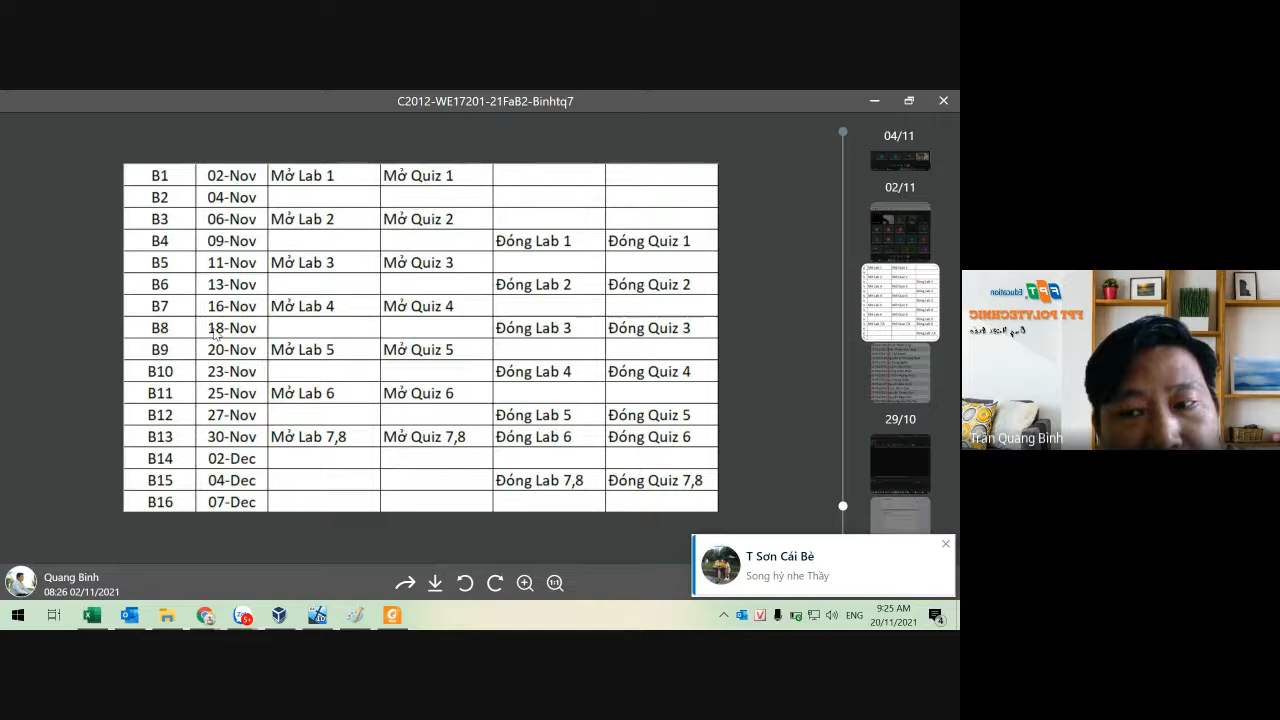 C2012-WE17201-21FaB2-Binhtq7
04/11
02/11
29/10
B1 02-Nov Mở Lab 1 Mở Quiz 1
B2 04-Nov
B3 06-Nov Mở Lab 2 Mở Quiz 2
B4 09-Nov Đóng Lab 1 Đóng Quiz 1
B5 11-Nov Mở Lab 3 Mở Quiz 3
B6 13-Nov Đóng Lab 2 Đóng Quiz 2
B7 16-Nov Mở Lab 4 Mở Quiz 4
B8 18-Nov Đóng Lab 3 Đóng Quiz 3
B9 20-Nov Mở Lab 5 Mở Quiz 5
B10 23-Nov Đóng Lab 4 Đóng Quiz 4
B11 25-Nov Mở Lab 6 Mở Quiz 6
B12 27-Nov Đóng Lab 5 Đóng Quiz 5
B13 30-Nov Mở Lab 7,8 Mở Quiz 7,8 Đóng Lab 6 Đóng Quiz 6
B14 02-Dec
B15 04-Dec Đóng Lab 7,8 Đóng Quiz 7,8
B16 07-Dec
FPT Education
FPT POLYTECHNIC
Trần Quang Bình
T Sơn Cái Bè
Song hỷ nhe Thầy
Quang Bình
08:26 02/11/2021
1:1
5+
ENG
9:25 AM
20/11/2021
4